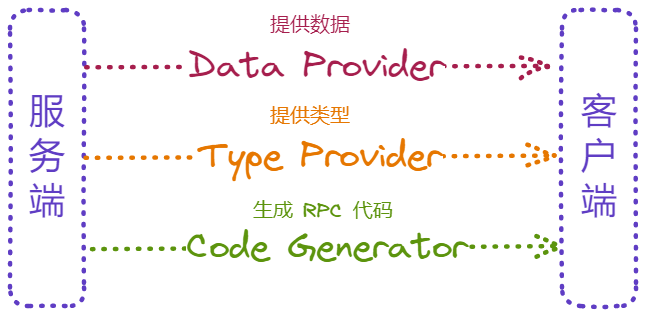 服务端
提供数据
Data Provider
提供类型
Type Provider
生成 RPC 代码
Code Generator
客户端